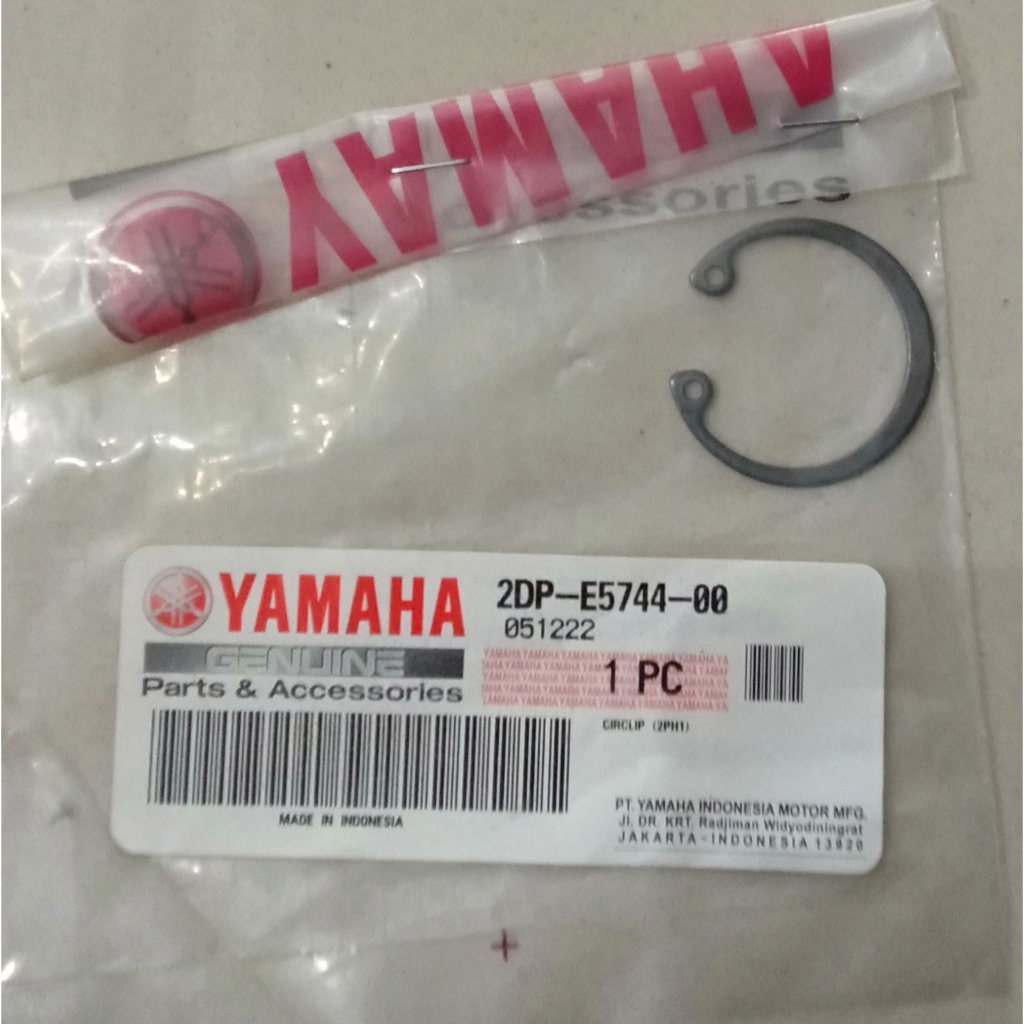 YAMAHA
ssories
YAMAHA
GENUINE
Parts & Accessories
2DP-E5744-00
051222
1 PC
CIRCLIP (2PH1)
MADE IN INDONESIA
PT. YAMAHA INDONESIA MOTOR MFG.
Jl. DR. KRT. Radjiman Widyodiningrat
JAKARTA - INDONESIA 13920